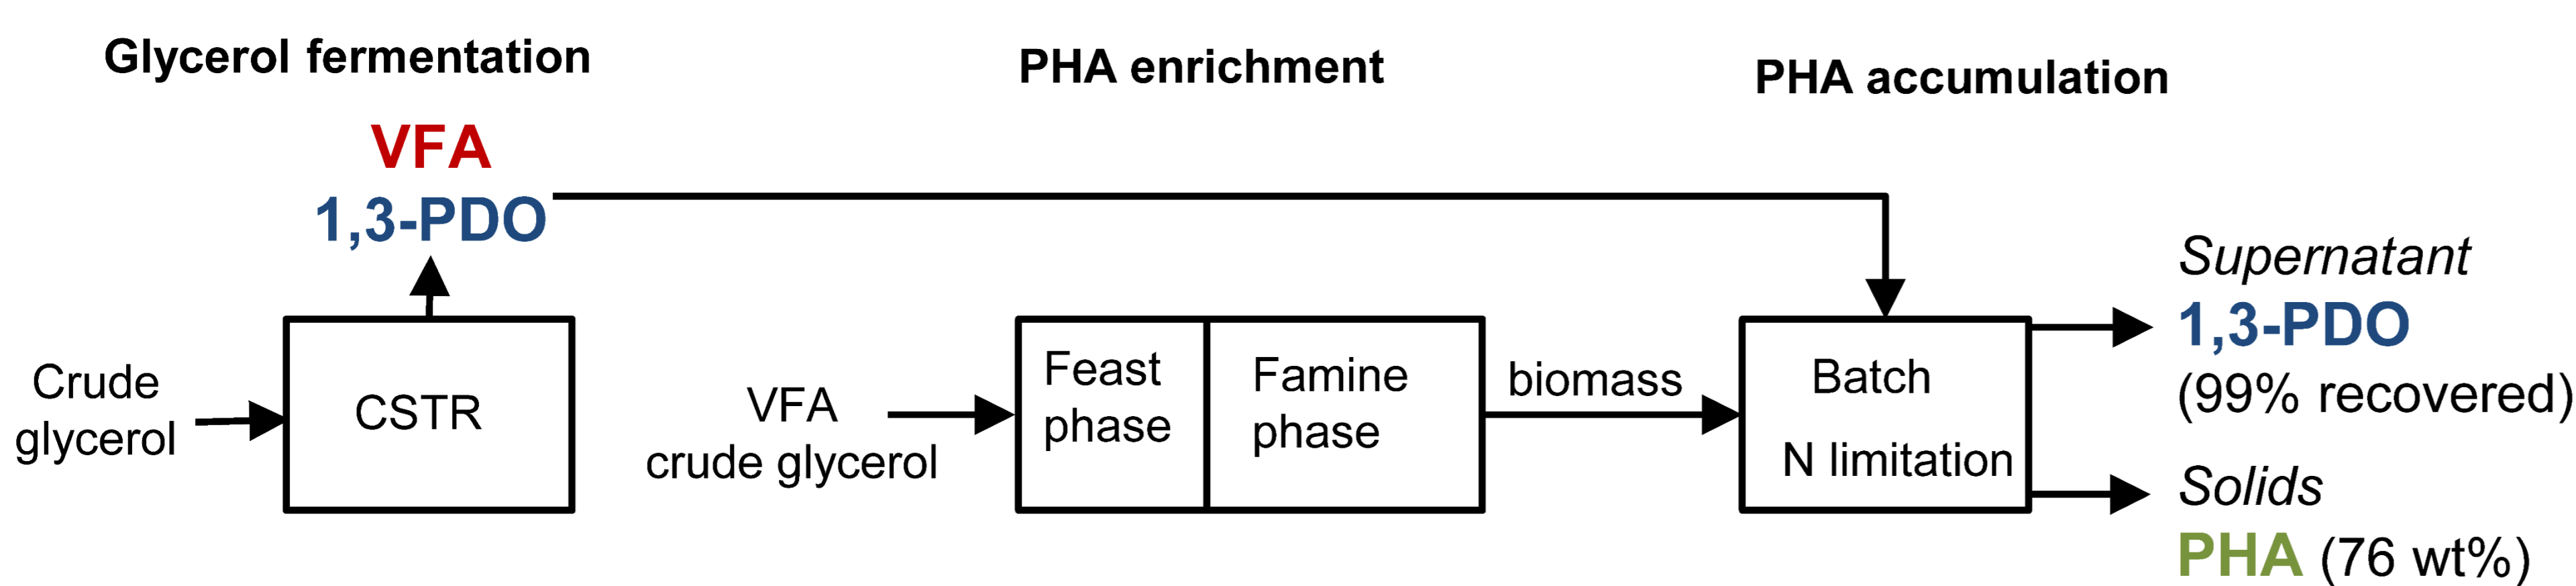 Glycerol fermentation
VFA
1,3-PDO
Crude
glycerol
CSTR
PHA enrichment
VFA
crude glycerol
Feast
phase
Famine
phase
biomass
PHA accumulation
Batch
N limitation
Supernatant
1,3-PDO
(99% recovered)
Solids
PHA (76 wt%)